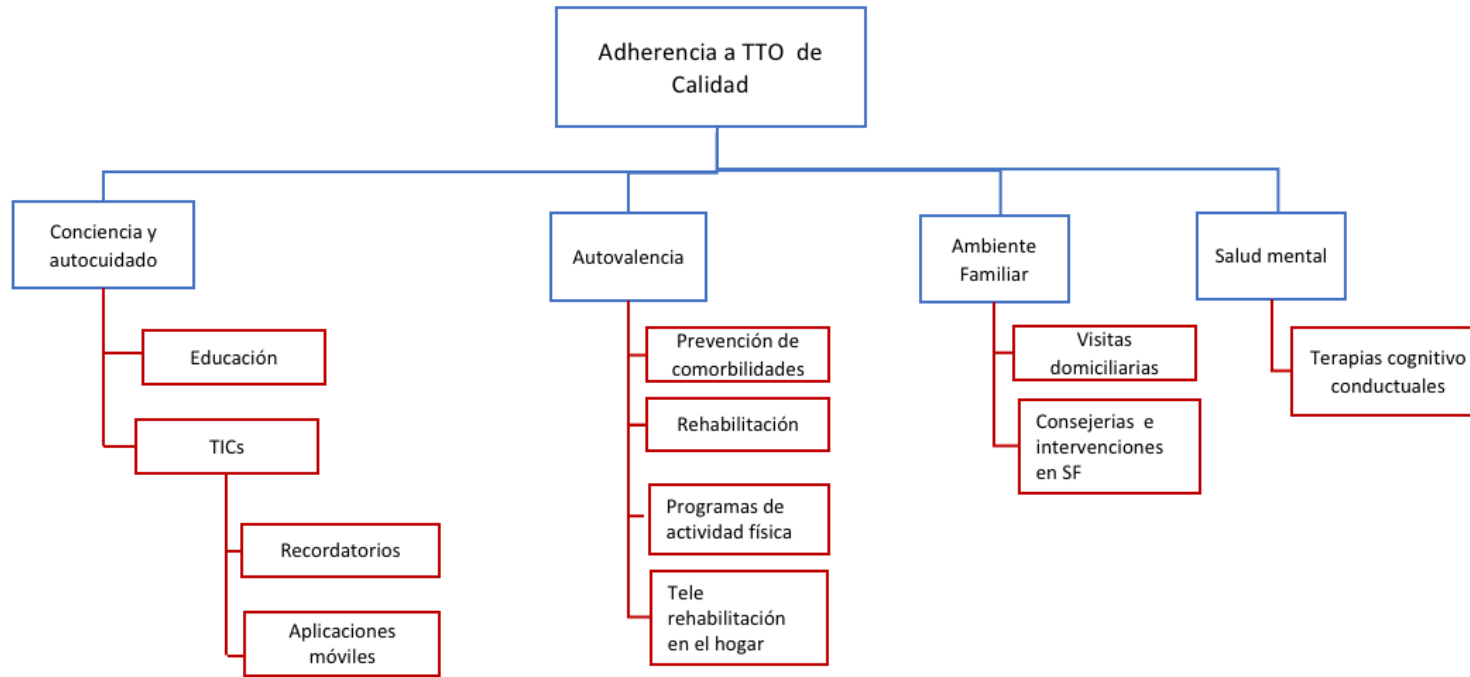 Adherencia a TTO de
Calidad
Conciencia y
autocuidado
Educación
TICs
Recordatorios
Aplicaciones
móviles
Autovalencia
Prevención de
comorbilidades
Rehabilitación
Programas de
actividad física
Tele
rehabilitación
en el hogar
Ambiente
Familiar
Visitas
domiciliarias
Consejerias e
intervenciones
en SF
Salud mental
Terapias cognitivo
conductuales